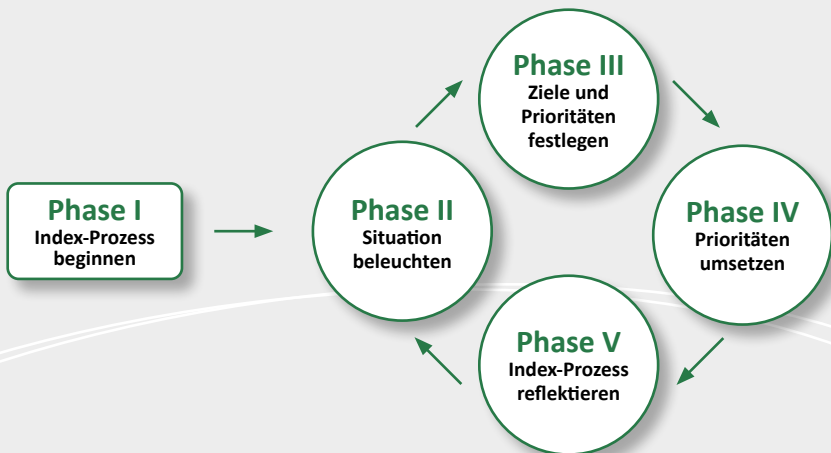 Phase I
Index-Prozess
beginnen
Phase II
Situation
beleuchten
Phase III
Ziele und
Prioritäten
festlegen
Phase IV
Prioritäten
umsetzen
Phase V
Index-Prozess
reflektieren